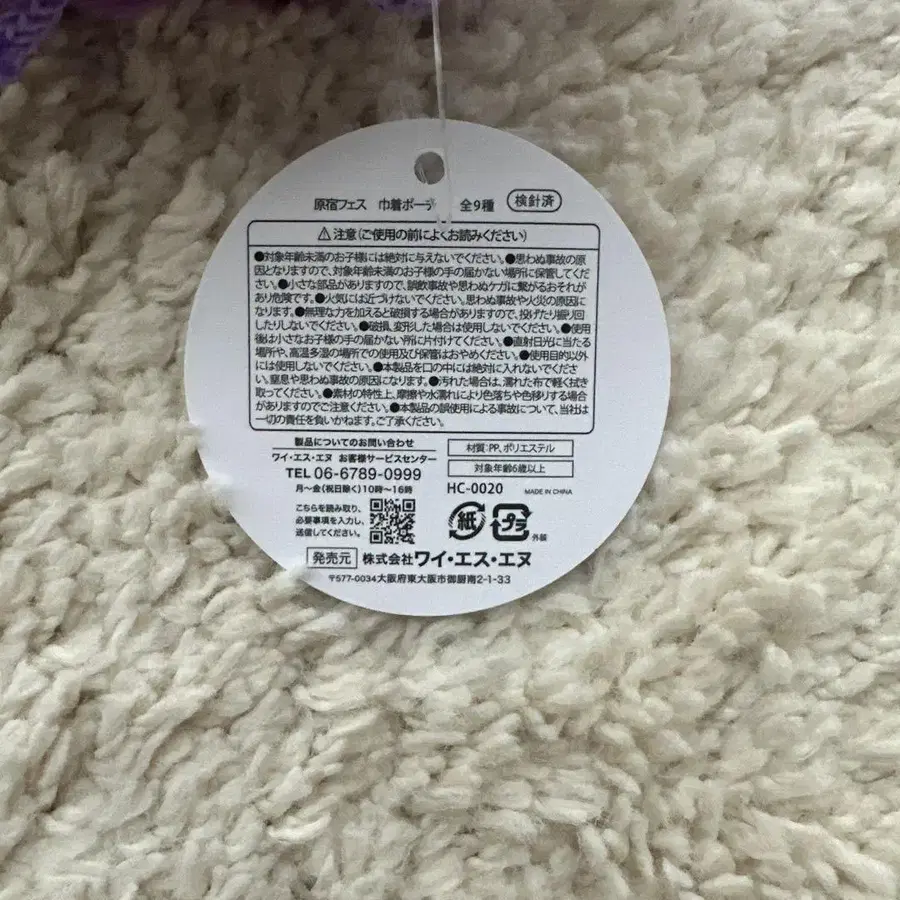 原宿フェス 巾着ポーチ 全9種 検針済
⚠注意(ご使用の前によくお読みください)
●対象年齢未満のお子様には絶対に与えないでください。●思わぬ事故の原
因となりますので、対象年齢未満のお子様の手の届かない場所に保管してくだ
さい。●小さな部品がありますので、誤飲事故や思わぬケガに繋がるおそれが
あり危険です。●火気には近づけないでください。思わぬ事故や火災の原因に
なります。●無理な力を加えると破損する場合がありますので、投げたり振り回
したりしないでください。●破損、変形した場合は使用しないでください。●使用
後は小さなお子様の手の届かない所に片付けてください。●直射日光に当たる
場所や、高温多湿の場所での使用及び保管はおやめください。●使用目的以外
には使用しないでください。●本製品を口の中には絶対に入れないでくださ
い。窒息や思わぬ事故の原因になります。●汚れた場合は、濡れた布で軽く拭き
取ってください。●素材の特性上、摩擦や水濡れにより色落ちや色移りする場合
がありますのでご注意ください。●本製品の誤使用による事故について、当社は
一切の責任を負いかねます。ご了承ください。
製品についてのお問い合わせ
ワイ・エス・エヌ お客様サービスセンター
TEL 06-6789-0999
月〜金(祝日除く)10時〜16時
こちらを読み取り、
必要事項を入力し、
送信してください。
材質:PP、ポリエステル
対象年齢6歳以上
HC-0020 MADE IN CHINA
紙 プラ 外装
発売元 株式会社ワイ・エス・エヌ
〒577-0034大阪府東大阪市御厨南2-1-33